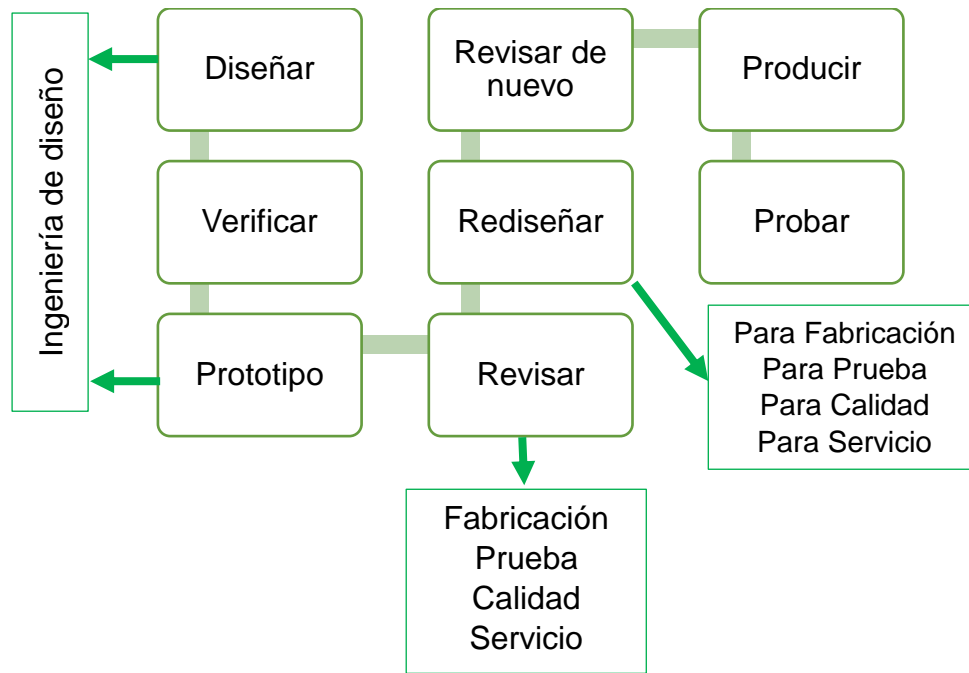 Ingeniería de diseño
Diseñar
Verificar
Prototipo
Revisar
Rediseñar
Revisar de
nuevo
Producir
Probar
Para Fabricación
Para Prueba
Para Calidad
Para Servicio
Fabricación
Prueba
Calidad
Servicio